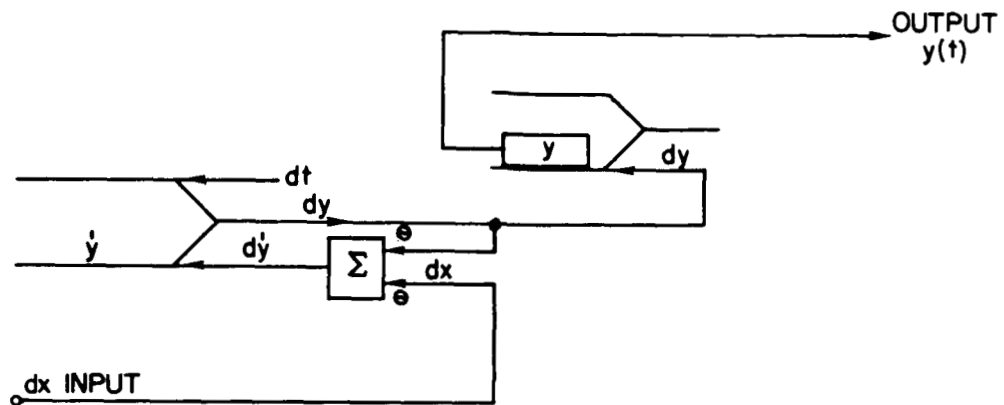 OUTPUT
y(t)
y
dy
dt
dy
ẏ
dẏ
Σ
⊖
dx
⊖
dx INPUT